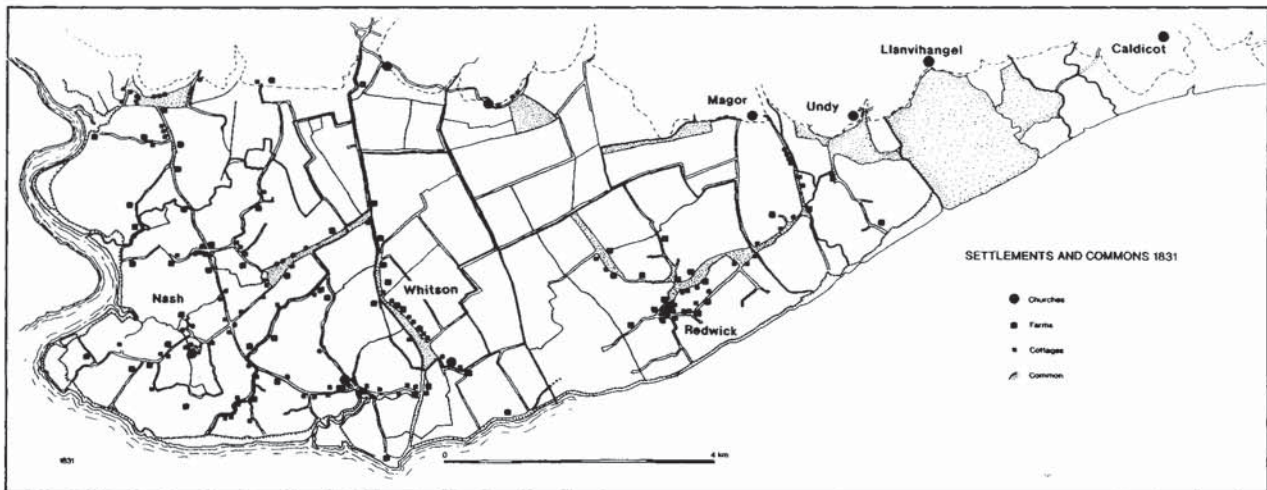 Caldicot
Llanvihangel
Magor
Undy
SETTLEMENTS AND COMMONS 1831
Churches
Farms
Cottages
Common
Nash
Whitson
Redwick
1831
0
4 km